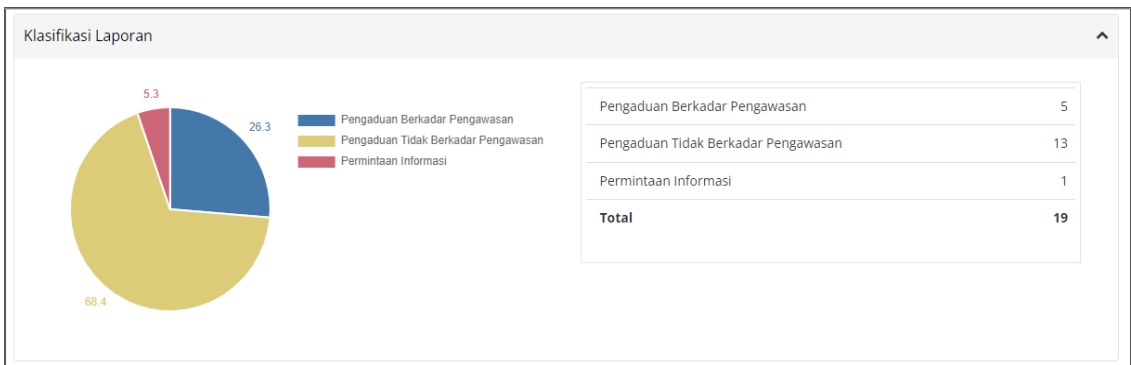 Klasifikasi Laporan
5.3
26.3
68.4
Pengaduan Berkadar Pengawasan
Pengaduan Tidak Berkadar Pengawasan
Permintaan Informasi
Pengaduan Berkadar Pengawasan 5
Pengaduan Tidak Berkadar Pengawasan 13
Permintaan Informasi 1
Total 19